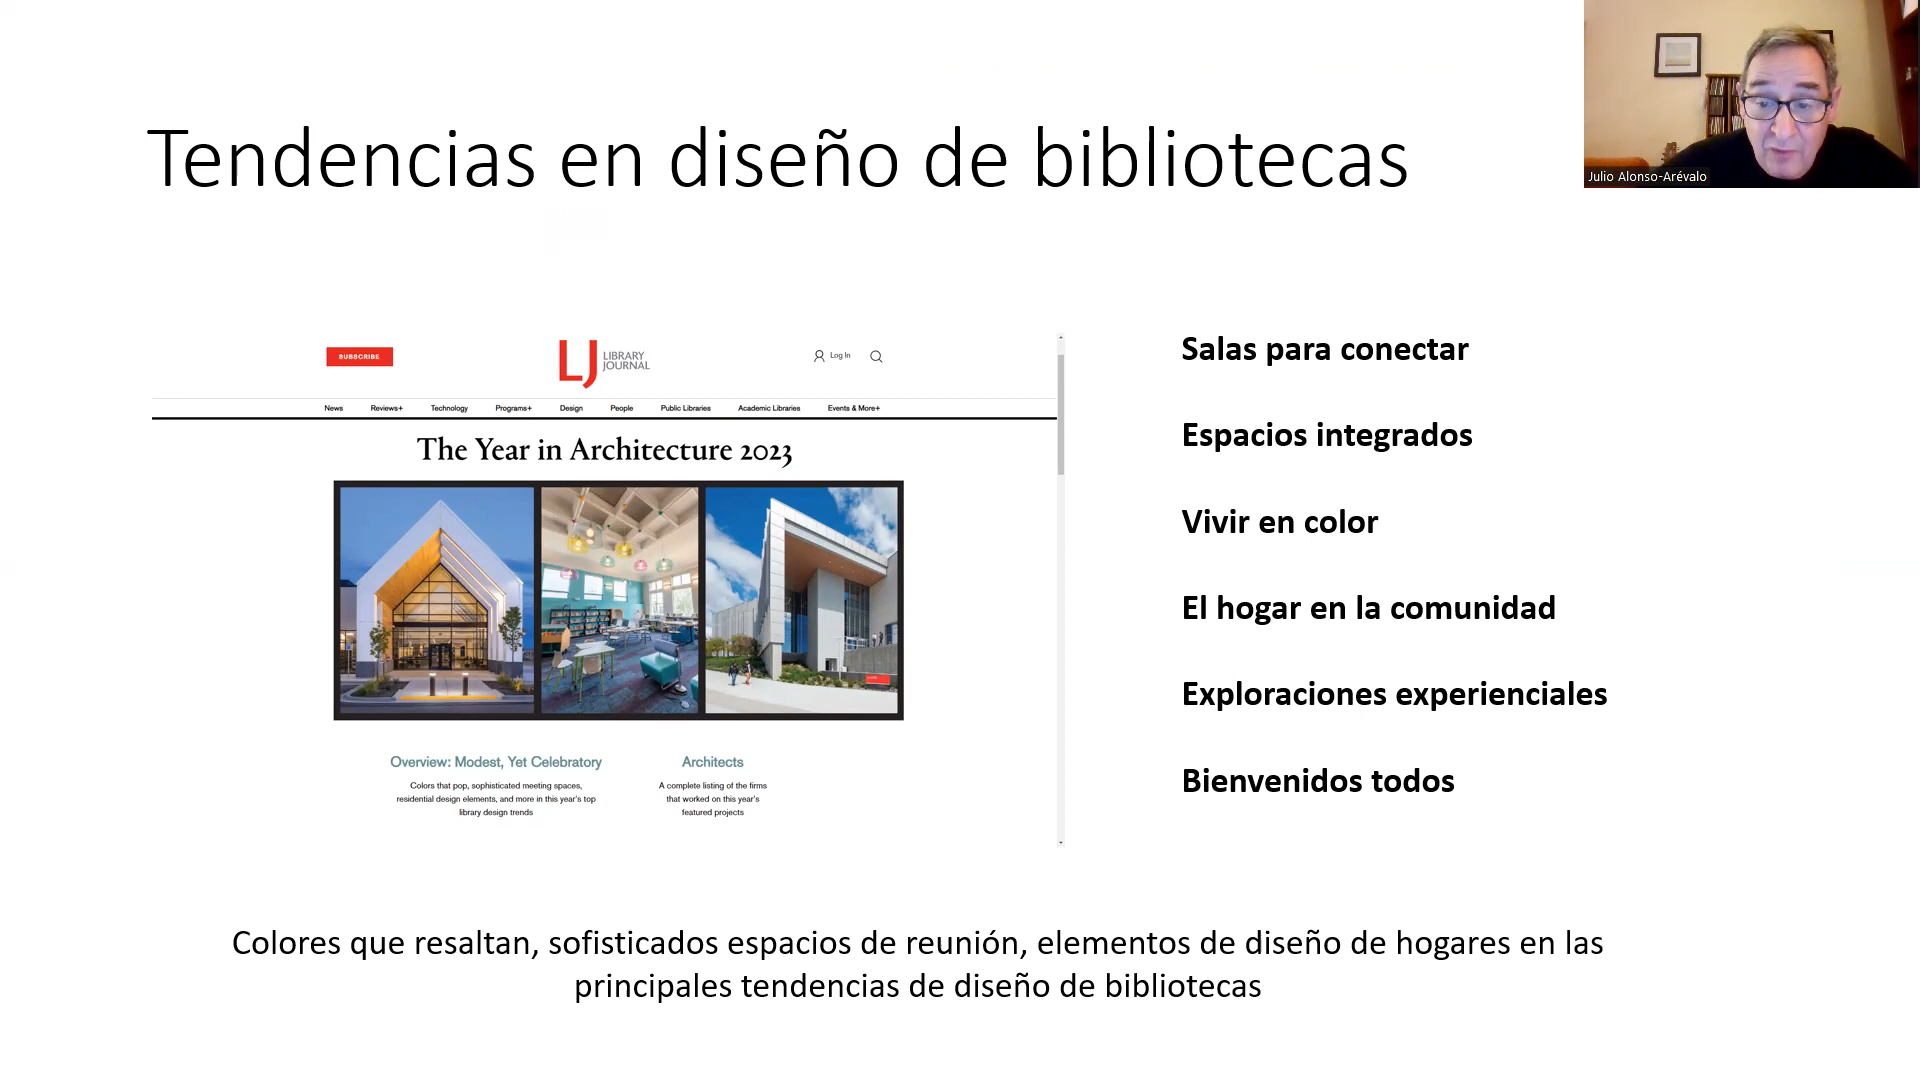 Tendencias en diseño de bibliotecas
Julio Alonso-Arévalo
SUBSCRIBE
LJ LIBRARY
JOURNAL
Log In
News Reviews+ Technology Programs+ Design People Public Libraries Academic Libraries Events & More+
The Year in Architecture 2023
Overview: Modest, Yet Celebratory
Colors that pop, sophisticated meeting spaces,
residential design elements, and more in this year's top
library design trends
Architects
A complete listing of the firms
that worked on this year's
featured projects
Salas para conectar
Espacios integrados
Vivir en color
El hogar en la comunidad
Exploraciones experienciales
Bienvenidos todos
Colores que resaltan, sofisticados espacios de reunión, elementos de diseño de hogares en las
principales tendencias de diseño de bibliotecas